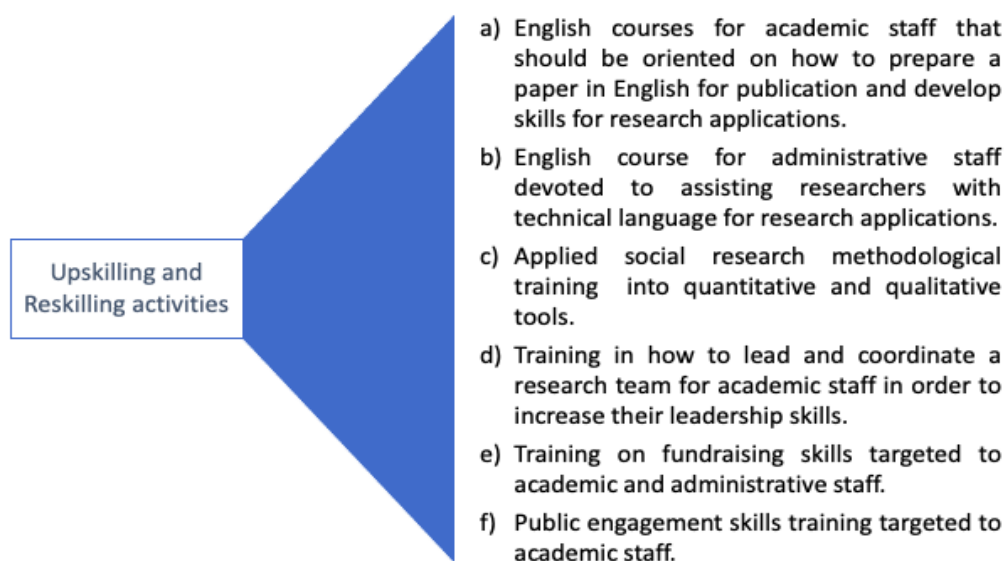 a) English courses for academic staff that
should be oriented on how to prepare a
paper in English for publication and develop
skills for research applications.
b) English course for administrative staff
devoted to assisting researchers with
technical language for research applications.
Upskilling and
Reskilling activities
c) Applied social research methodological
training into quantitative and qualitative
tools.
d) Training in how to lead and coordinate a
research team for academic staff in order to
increase their leadership skills.
e) Training on fundraising skills targeted to
academic and administrative staff.
f) Public engagement skills training targeted to
academic staff.